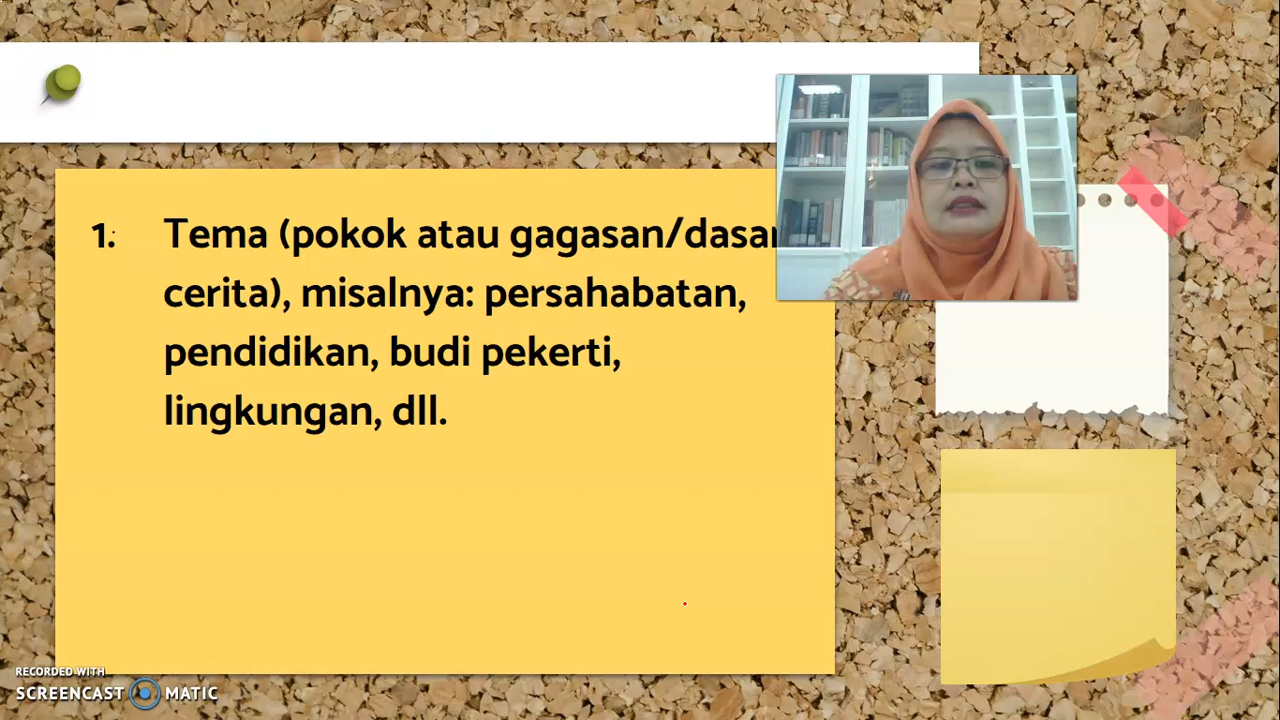 1. Tema (pokok atau gagasan/dasar
cerita), misalnya: persahabatan,
pendidikan, budi pekerti,
lingkungan, dll.
RECORDED WITH
SCREENCAST MATIC